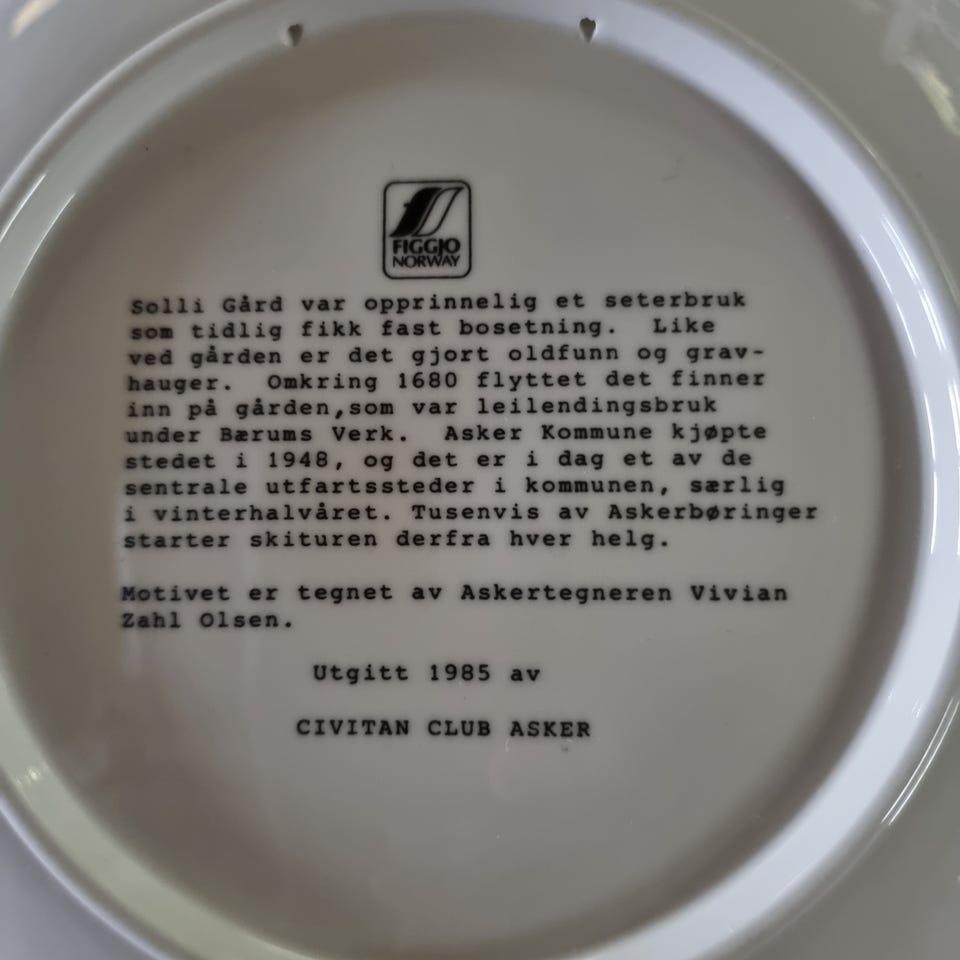 FIGGJO
NORWAY
Solli Gård var opprinnelig et seterbruk
som tidlig fikk fast bosetning. Like
ved gården er det gjort oldfunn og grav-
hauger. Omkring 1680 flyttet det finner
inn på gården,som var leilendingsbruk
under Bærums Verk. Asker Kommune kjøpte
stedet i 1948, og det er i dag et av de
sentrale utfartssteder i kommunen, særlig
i vinterhalvåret. Tusenvis av Askerbøringer
starter skituren derfra hver helg.
Motivet er tegnet av Askertegneren Vivian
Zahl Olsen.
Utgitt 1985 av
CIVITAN CLUB ASKER